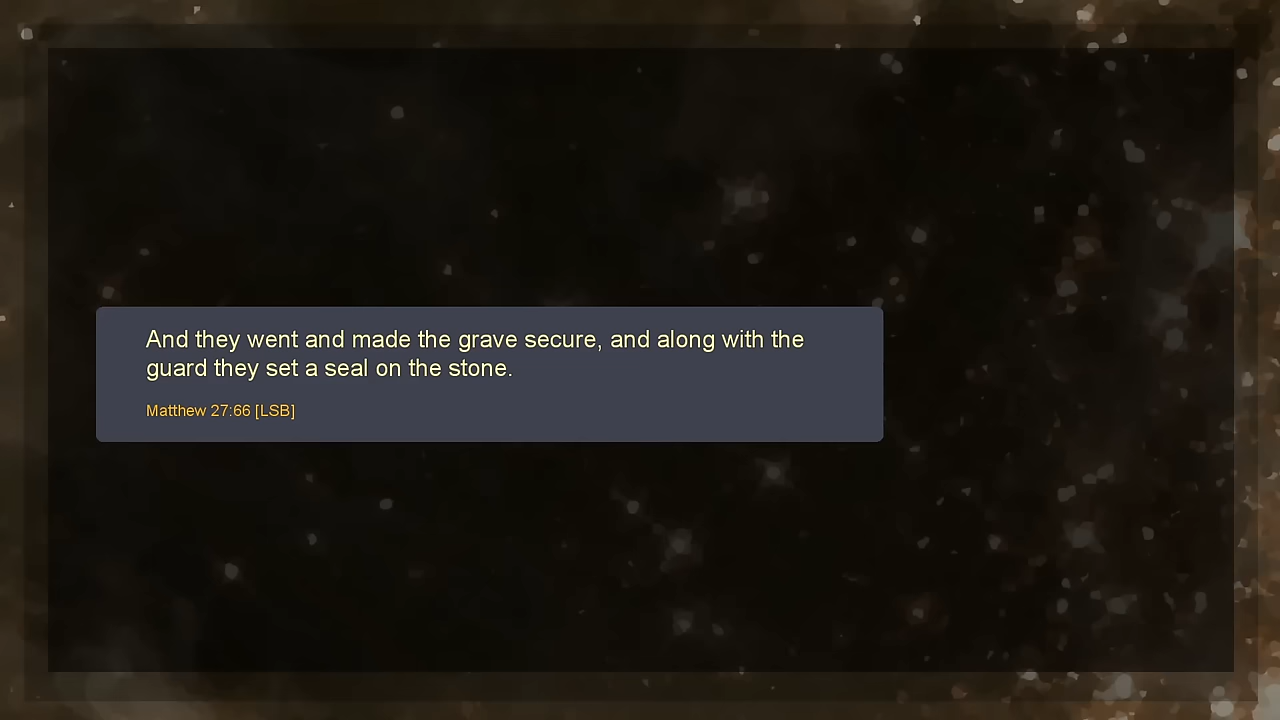 And they went and made the grave secure, and along with the
guard they set a seal on the stone.
Matthew 27:66 [LSB]